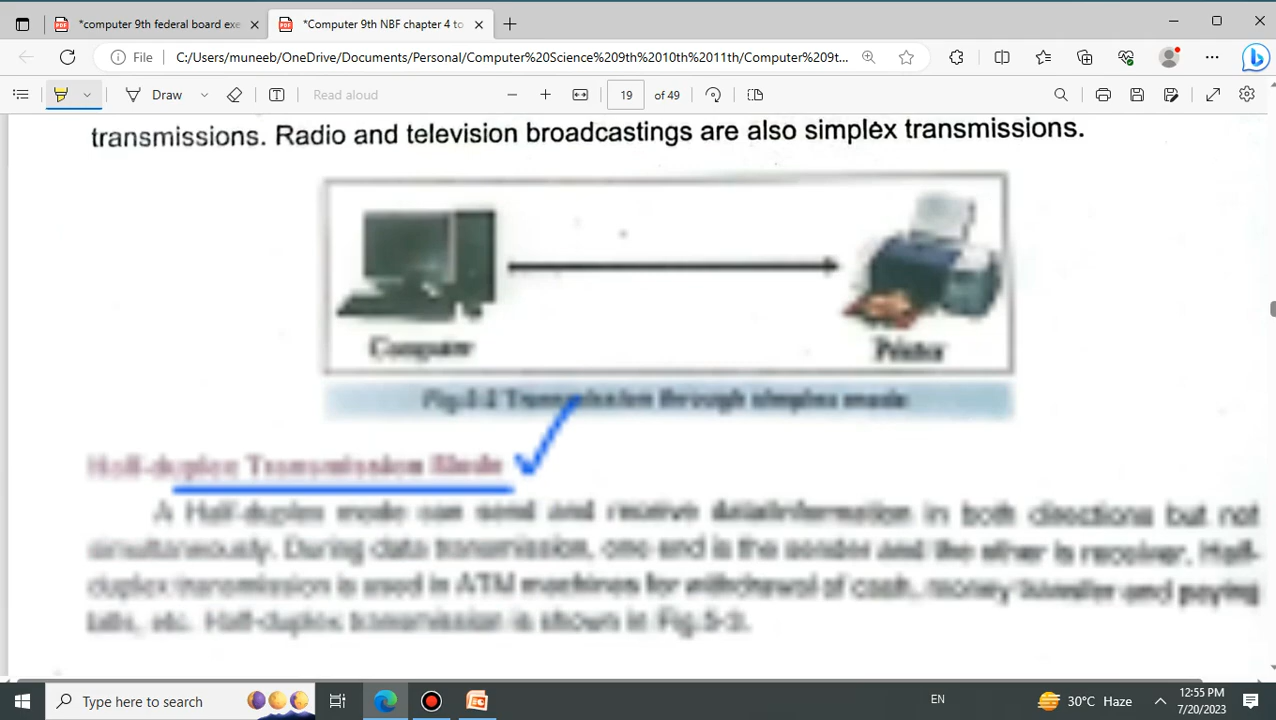 *computer 9th federal board exe
*Computer 9th NBF chapter 4 to
File
C:/Users/muneeb/OneDrive/Documents/Personal/Computer%20Science%209th%2010th%2011th/Computer%209t...
Draw
Read aloud
19 of 49
transmissions. Radio and television broadcastings are also simplex transmissions.
Computer
Printer
Transmission through simplex mode
Half-duplex Transmission Mode
A Half-duplex mode can send and receive data/information in both directions but not
simultaneously. During data transmission, one end is the sender and the other is receiver. Half-
duplex transmission is used in ATM machines for withdrawal of cash, money transfer and paying
etc. Half-duplex transmission is shown in Fig.5-3.
Type here to search
EN
30°C Haze
12:55 PM
7/20/2023